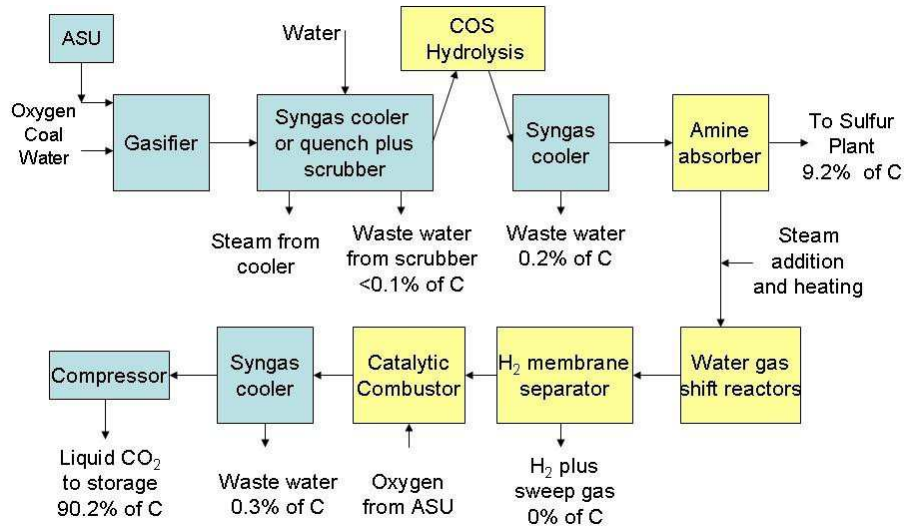 ASU
Oxygen
Coal
Water
Gasifier
Water
Syngas cooler
or quench plus
scrubber
Steam from
cooler
Waste water
from scrubber
<0.1% of C
COS
Hydrolysis
Syngas
cooler
Waste water
0.2% of C
Amine
absorber
To Sulfur
Plant
9.2% of C
Steam
addition
and heating
Water gas
shift reactors
H₂ membrane
separator
H₂ plus
sweep gas
0% of C
Catalytic
Combustor
Oxygen
from ASU
Syngas
cooler
Waste water
0.3% of C
Compressor
Liquid CO₂
to storage
90.2% of C